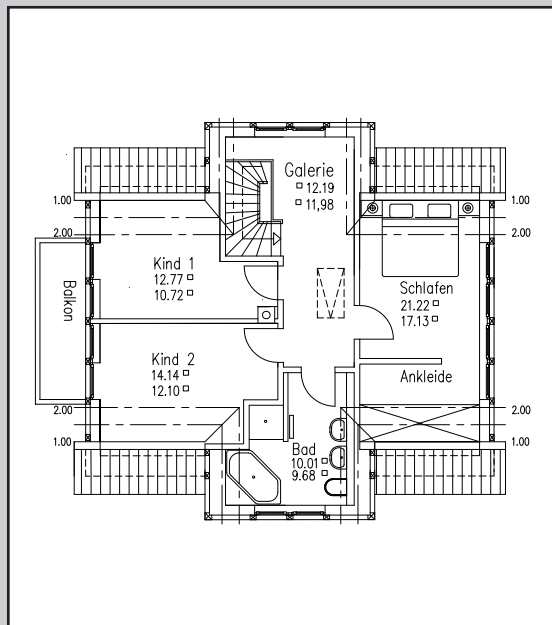 Galerie
12.19
11,98
1.00
1.00
2.00
2.00
Kind 1
12.77
10.72
Balkon
Schlafen
21.22
17.13
Kind 2
14.14
12.10
Ankleide
2.00
2.00
1.00
1.00
Bad
10.01
9.68